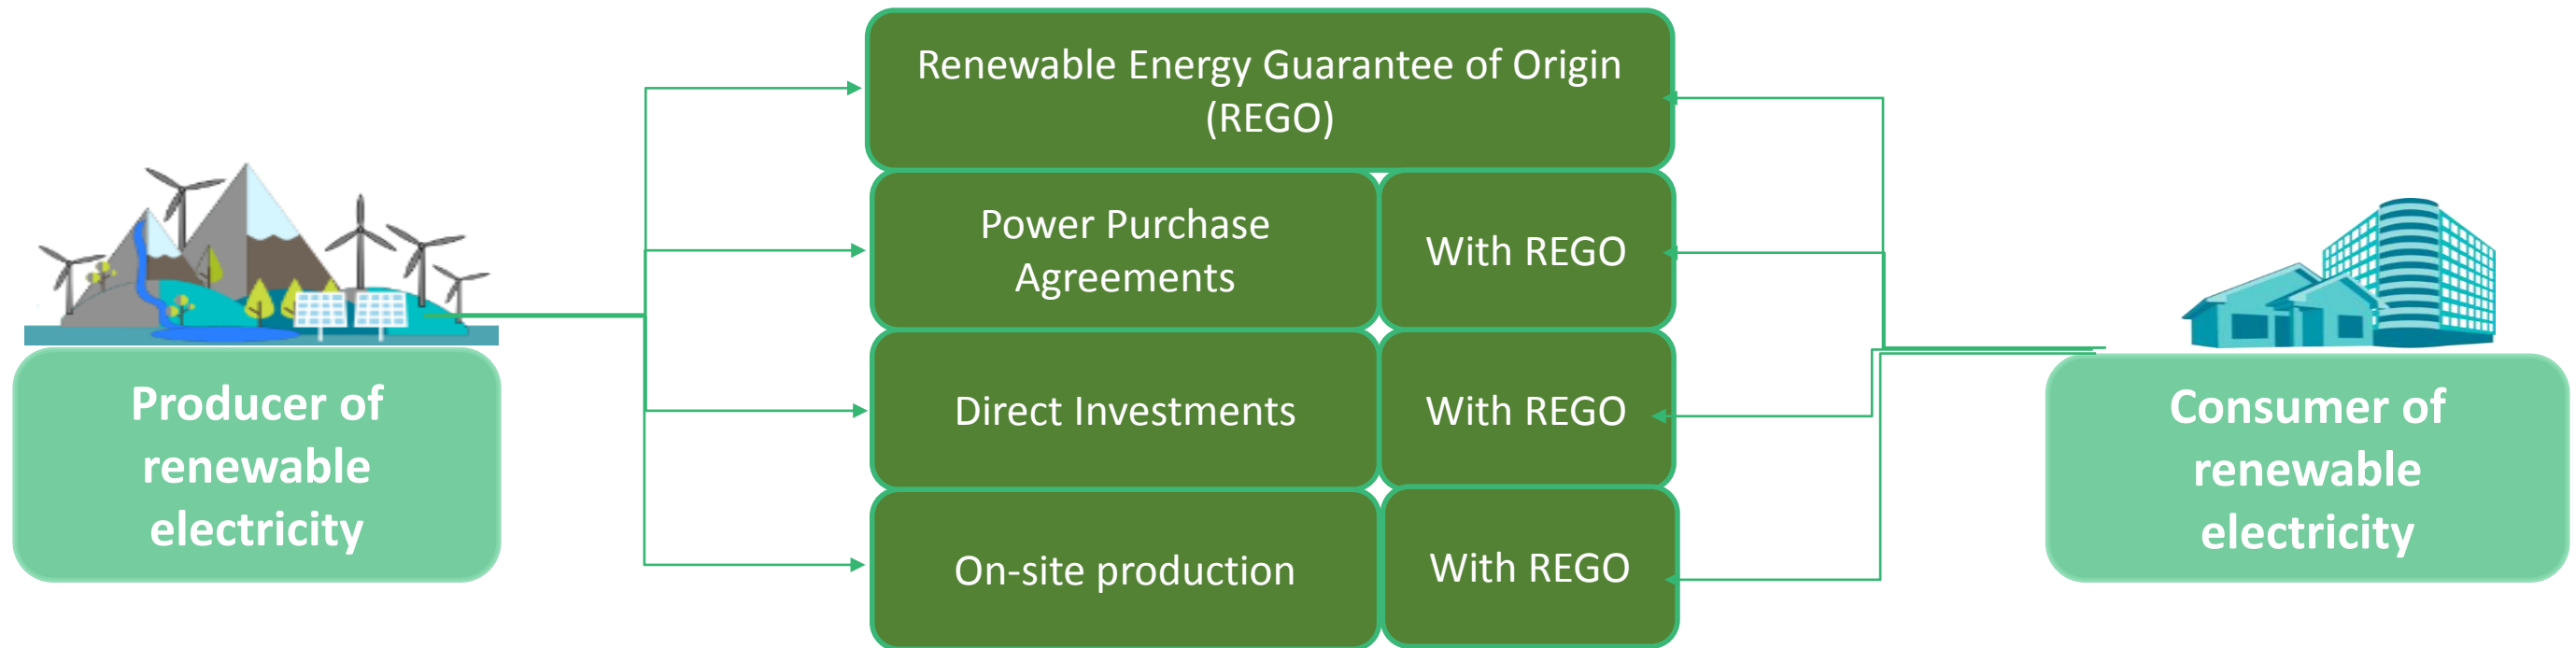 Renewable Energy Guarantee of Origin
(REGO)
Power Purchase
Agreements
With REGO
Direct Investments
With REGO
On-site production
With REGO
Producer of
renewable
electricity
Consumer of
renewable
electricity